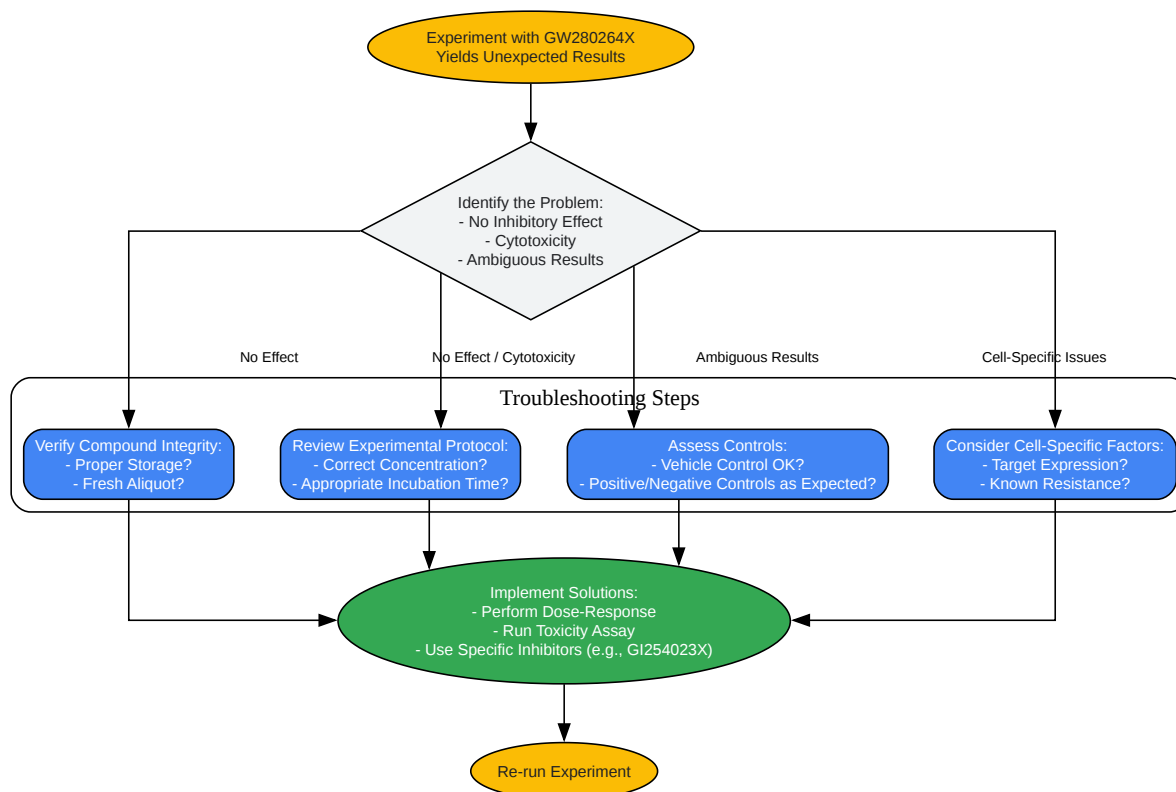 Experiment with GW280264X
Yields Unexpected Results
Identify the Problem:
- No Inhibitory Effect
- Cytotoxicity
- Ambiguous Results
No Effect
No Effect / Cytotoxicity
Ambiguous Results
Cell-Specific Issues
Troubleshooting Steps
Verify Compound Integrity:
- Proper Storage?
- Fresh Aliquot?
Review Experimental Protocol:
- Correct Concentration?
- Appropriate Incubation Time?
Assess Controls:
- Vehicle Control OK?
- Positive/Negative Controls as Expected?
Consider Cell-Specific Factors:
- Target Expression?
- Known Resistance?
Implement Solutions:
- Perform Dose-Response
- Run Toxicity Assay
- Use Specific Inhibitors (e.g., GI254023X)
Re-run Experiment